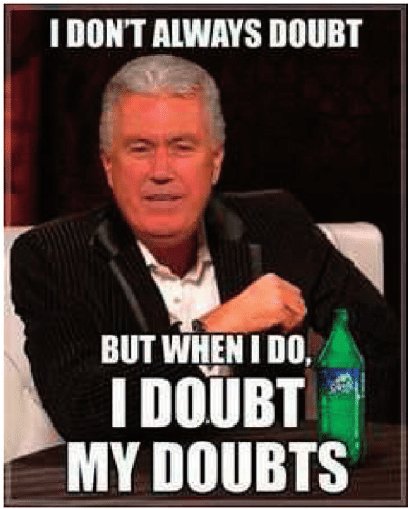 I DON'T ALWAYS DOUBT
BUT WHEN I DO,
I DOUBT
MY DOUBTS